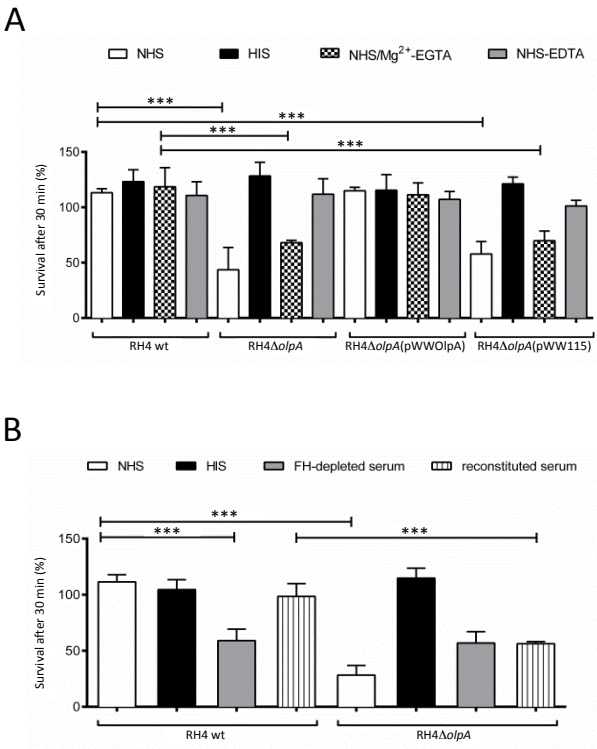 A
NHS HIS NHS/Mg2+-EGTA NHS-EDTA
***
***
***
***
Survival after 30 min (%)
150
100
50
0
RH4 wt RH4ΔolpA RH4ΔolpA(pWWOlpA) RH4ΔolpA(pWW115)
B
NHS HIS FH-depleted serum reconstituted serum
***
*** ***
Survival after 30 min (%)
150
100
50
0
RH4 wt RH4ΔolpA